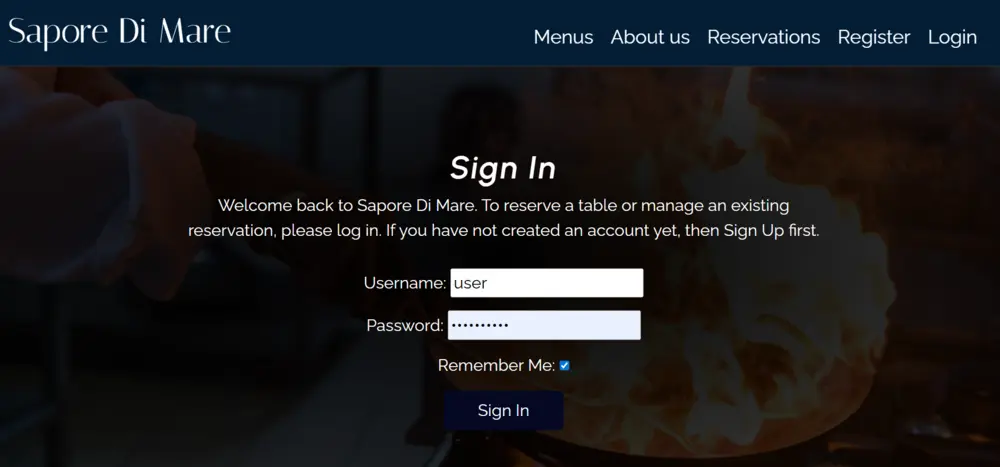 Sapore Di Mare
Menus About us Reservations Register Login
Sign In
Welcome back to Sapore Di Mare. To reserve a table or manage an existing
reservation, please log in. If you have not created an account yet, then Sign Up first.
Username: user
Password: ••••••••••
Remember Me:
Sign In